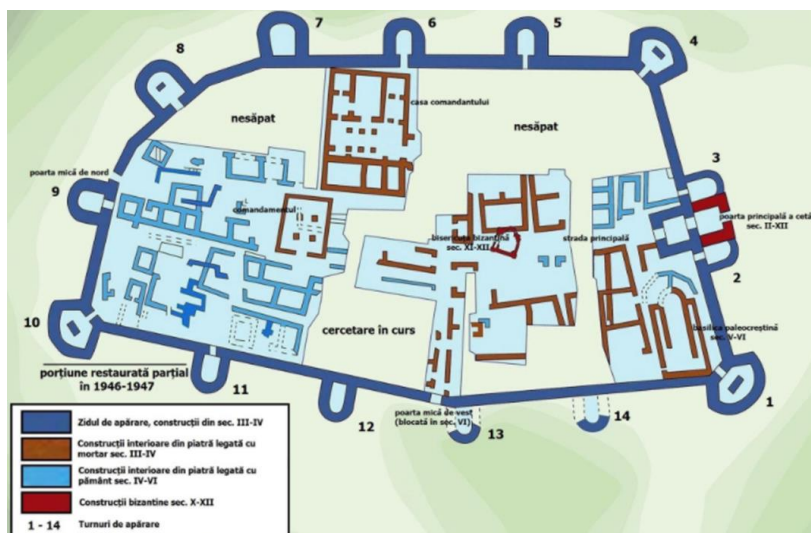 7
6
5
4
8
casa comandantului
nesăpat
nesăpat
3
poarta mică de nord
9
comandamentul
bisericuță bizantină
sec. XI-XII
strada principală
poarta principală a cetă
sec. II-XII
2
cercetare în curs
basilica paleocreștină
sec. V-VI
10
porțiune restaurată parțial
în 1946-1947
11
12
poarta mică de vest
(blocată în sec. VI)
13
14
1
Zidul de apărare, construcții din sec. III-IV
Construcții interioare din piatră legată cu
mortar sec. III-IV
Construcții interioare din piatră legată cu
pământ sec. IV-VI
Construcții bizantine sec. X-XII
1 - 14 Turnuri de apărare